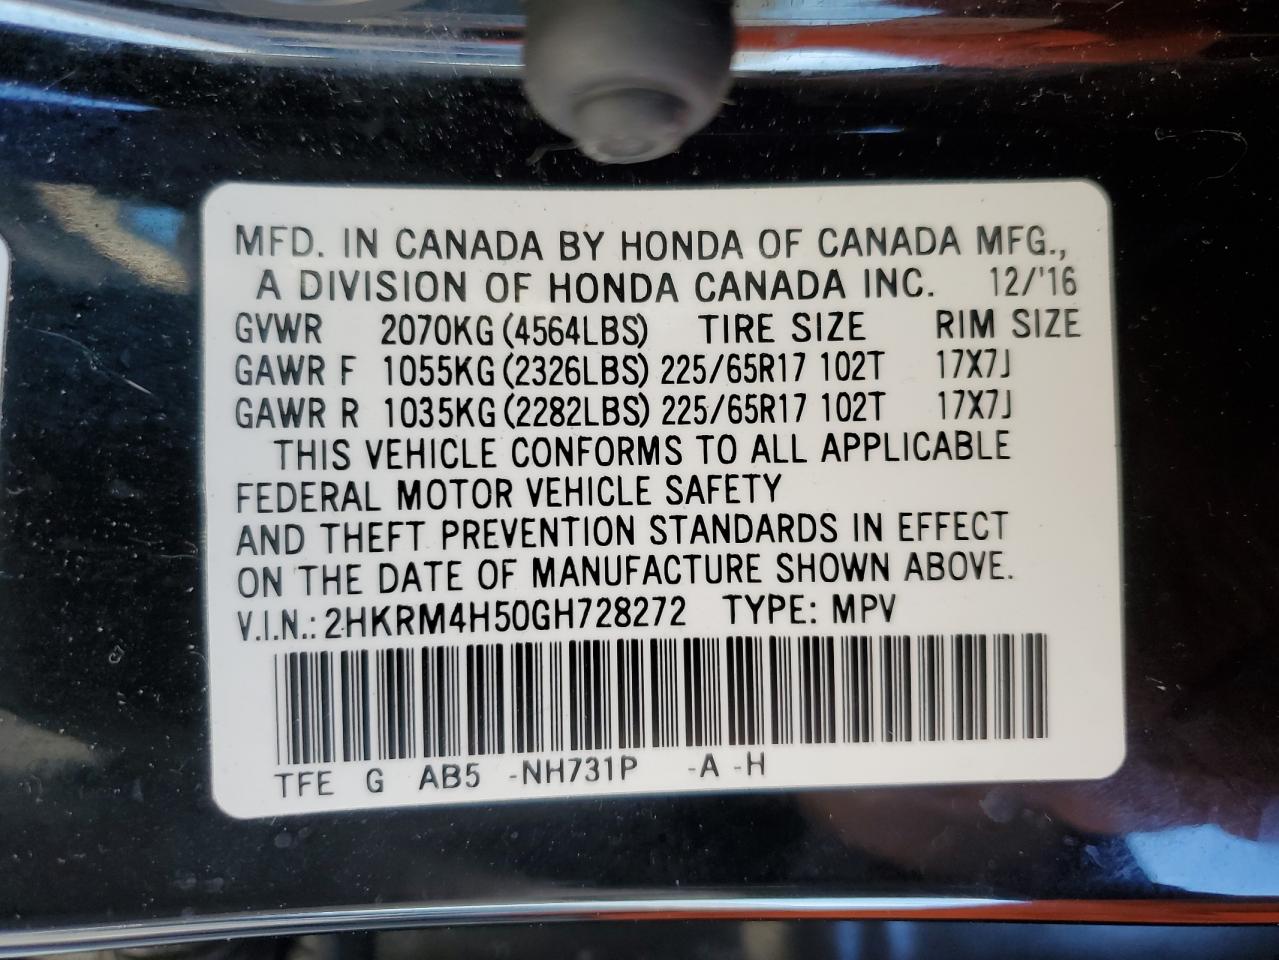 MFD. IN CANADA BY HONDA OF CANADA MFG.,
A DIVISION OF HONDA CANADA INC. 12/'16
GVWR 2070KG (4564LBS) TIRE SIZE RIM SIZE
GAWR F 1055KG (2326LBS) 225/65R17 102T 17X7J
GAWR R 1035KG (2282LBS) 225/65R17 102T 17X7J
THIS VEHICLE CONFORMS TO ALL APPLICABLE
FEDERAL MOTOR VEHICLE SAFETY
AND THEFT PREVENTION STANDARDS IN EFFECT
ON THE DATE OF MANUFACTURE SHOWN ABOVE.
V.I.N.: 2HKRM4H50GH728272 TYPE: MPV
TFE G AB5 -NH731P -A -H